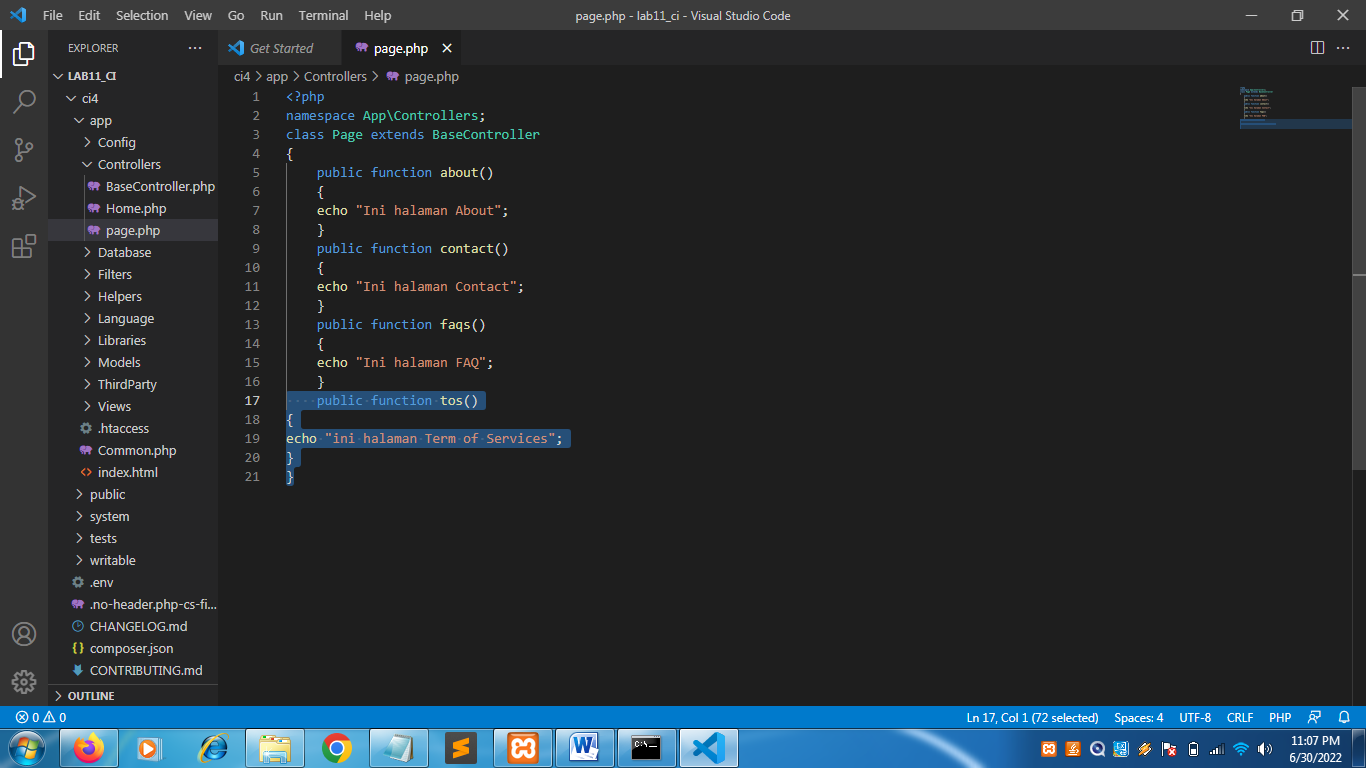 File Edit Selection View Go Run Terminal Help
page.php - lab11_ci - Visual Studio Code
EXPLORER
LAB11_CI
ci4
app
Config
Controllers
BaseController.php
Home.php
page.php
Database
Filters
Helpers
Language
Libraries
Models
ThirdParty
Views
.htaccess
Common.php
index.html
public
system
tests
writable
.env
.no-header.php-cs-fi...
CHANGELOG.md
composer.json
CONTRIBUTING.md
OUTLINE
Get Started
page.php
ci4 > app > Controllers > page.php
1 <?php
2 namespace App\Controllers;
3 class Page extends BaseController
4 {
5 public function about()
6 {
7 echo "Ini halaman About";
8 }
9 public function contact()
10 {
11 echo "Ini halaman Contact";
12 }
13 public function faqs()
14 {
15 echo "Ini halaman FAQ";
16 }
17 public function tos()
18 {
19 echo "ini halaman Term of Services";
20 }
21 }
0 0
Ln 17, Col 1 (72 selected) Spaces: 4 UTF-8 CRLF PHP
C:\_
11:07 PM
6/30/2022